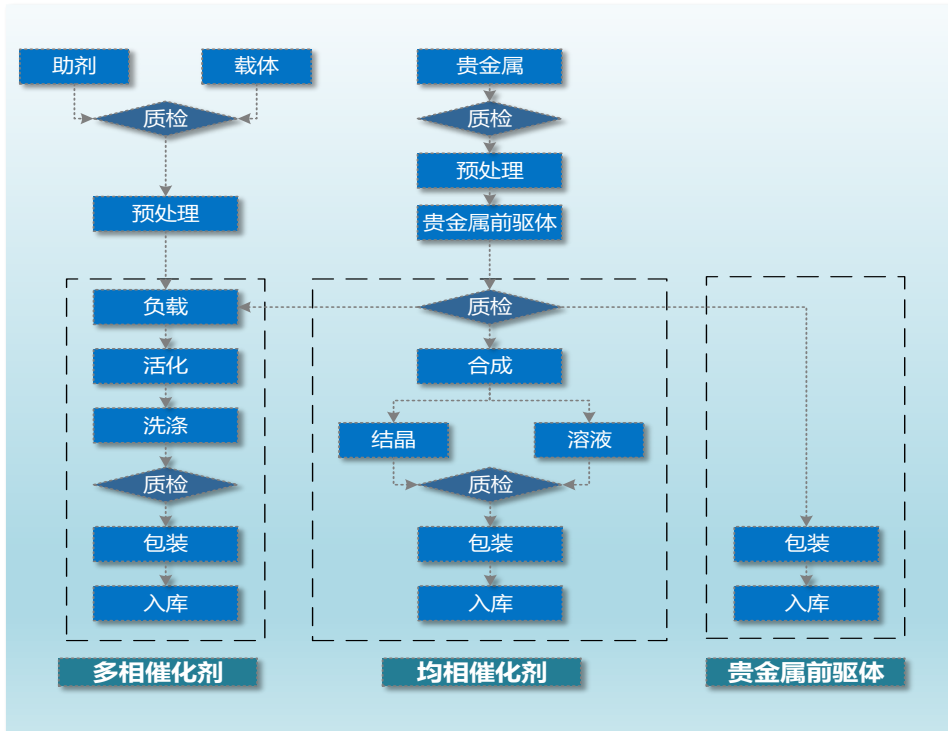 助剂
载体
贵金属
质检
质检
预处理
预处理
贵金属前驱体
负载
质检
活化
合成
洗涤
结晶
溶液
质检
质检
包装
包装
包装
入库
入库
入库
多相催化剂
均相催化剂
贵金属前驱体